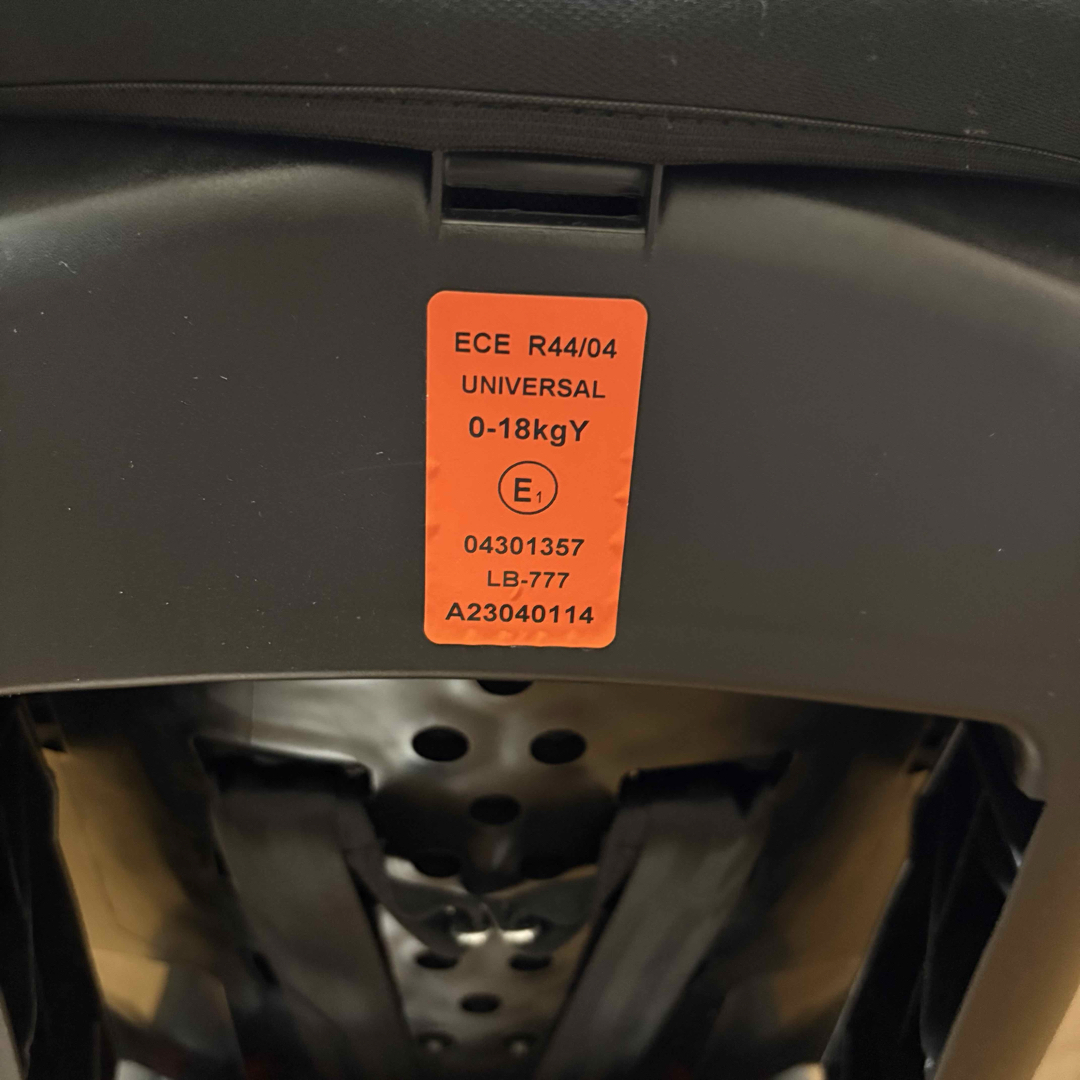 ECE R44/04
UNIVERSAL
0-18kgY
E1
04301357
LB-777
A23040114